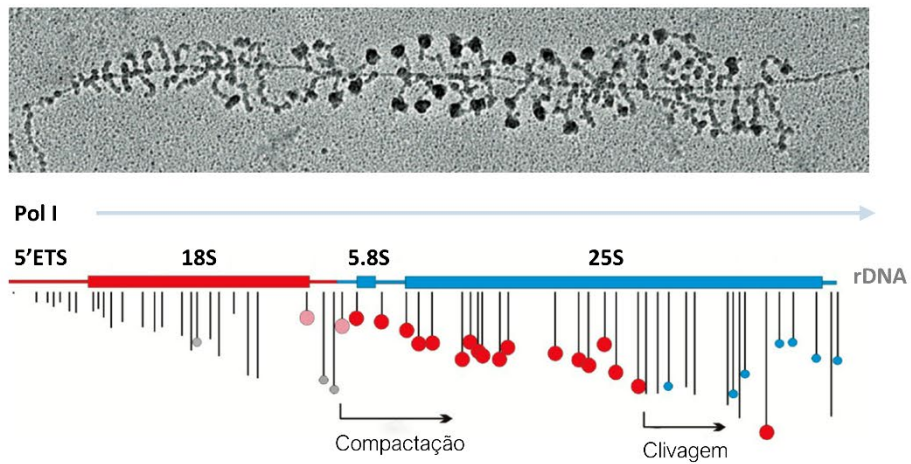 Pol I
5’ETS 18S 5.8S 25S
rDNA
Compactação
Clivagem